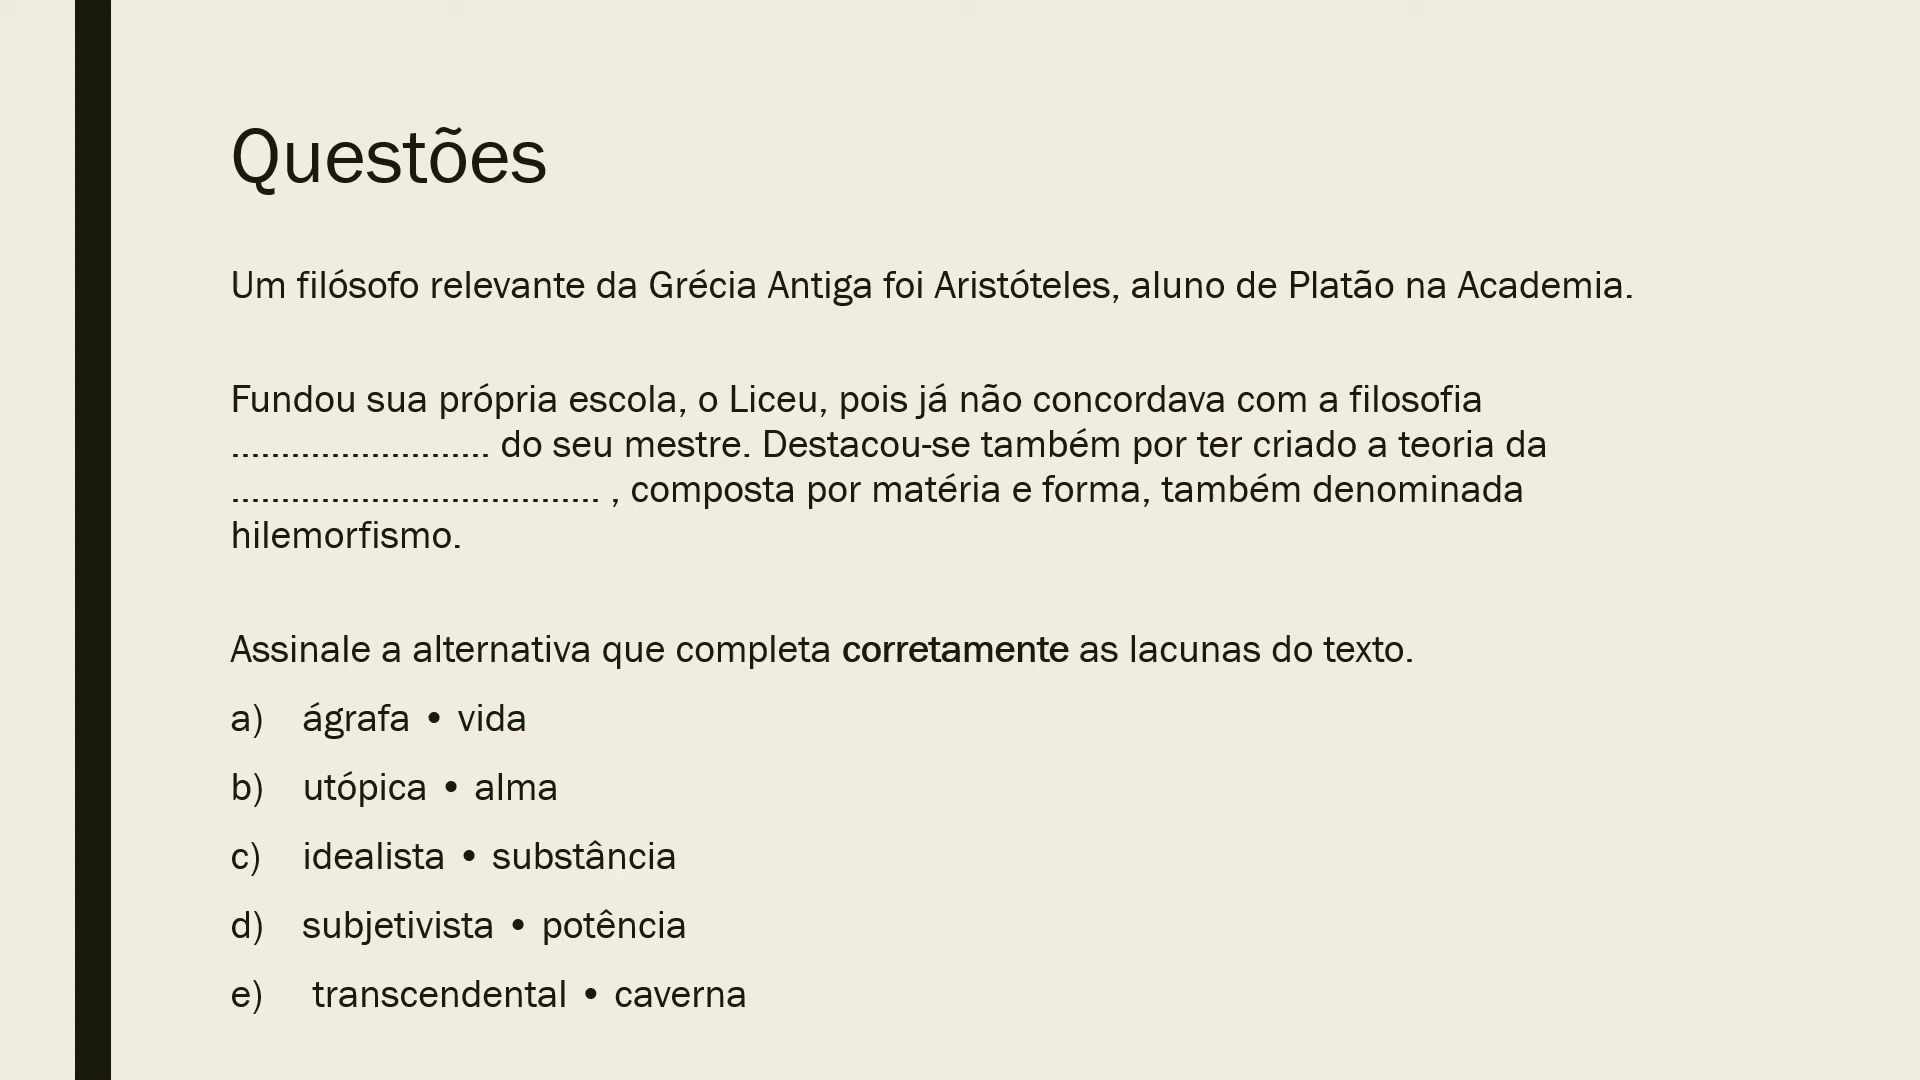 Questões
Um filósofo relevante da Grécia Antiga foi Aristóteles, aluno de Platão na Academia.
Fundou sua própria escola, o Liceu, pois já não concordava com a filosofia
.......................... do seu mestre. Destacou-se também por ter criado a teoria da
..................................... , composta por matéria e forma, também denominada
hilemorfismo.
Assinale a alternativa que completa corretamente as lacunas do texto.
a) ágrafa • vida
b) utópica • alma
c) idealista • substância
d) subjetivista • potência
e) transcendental • caverna